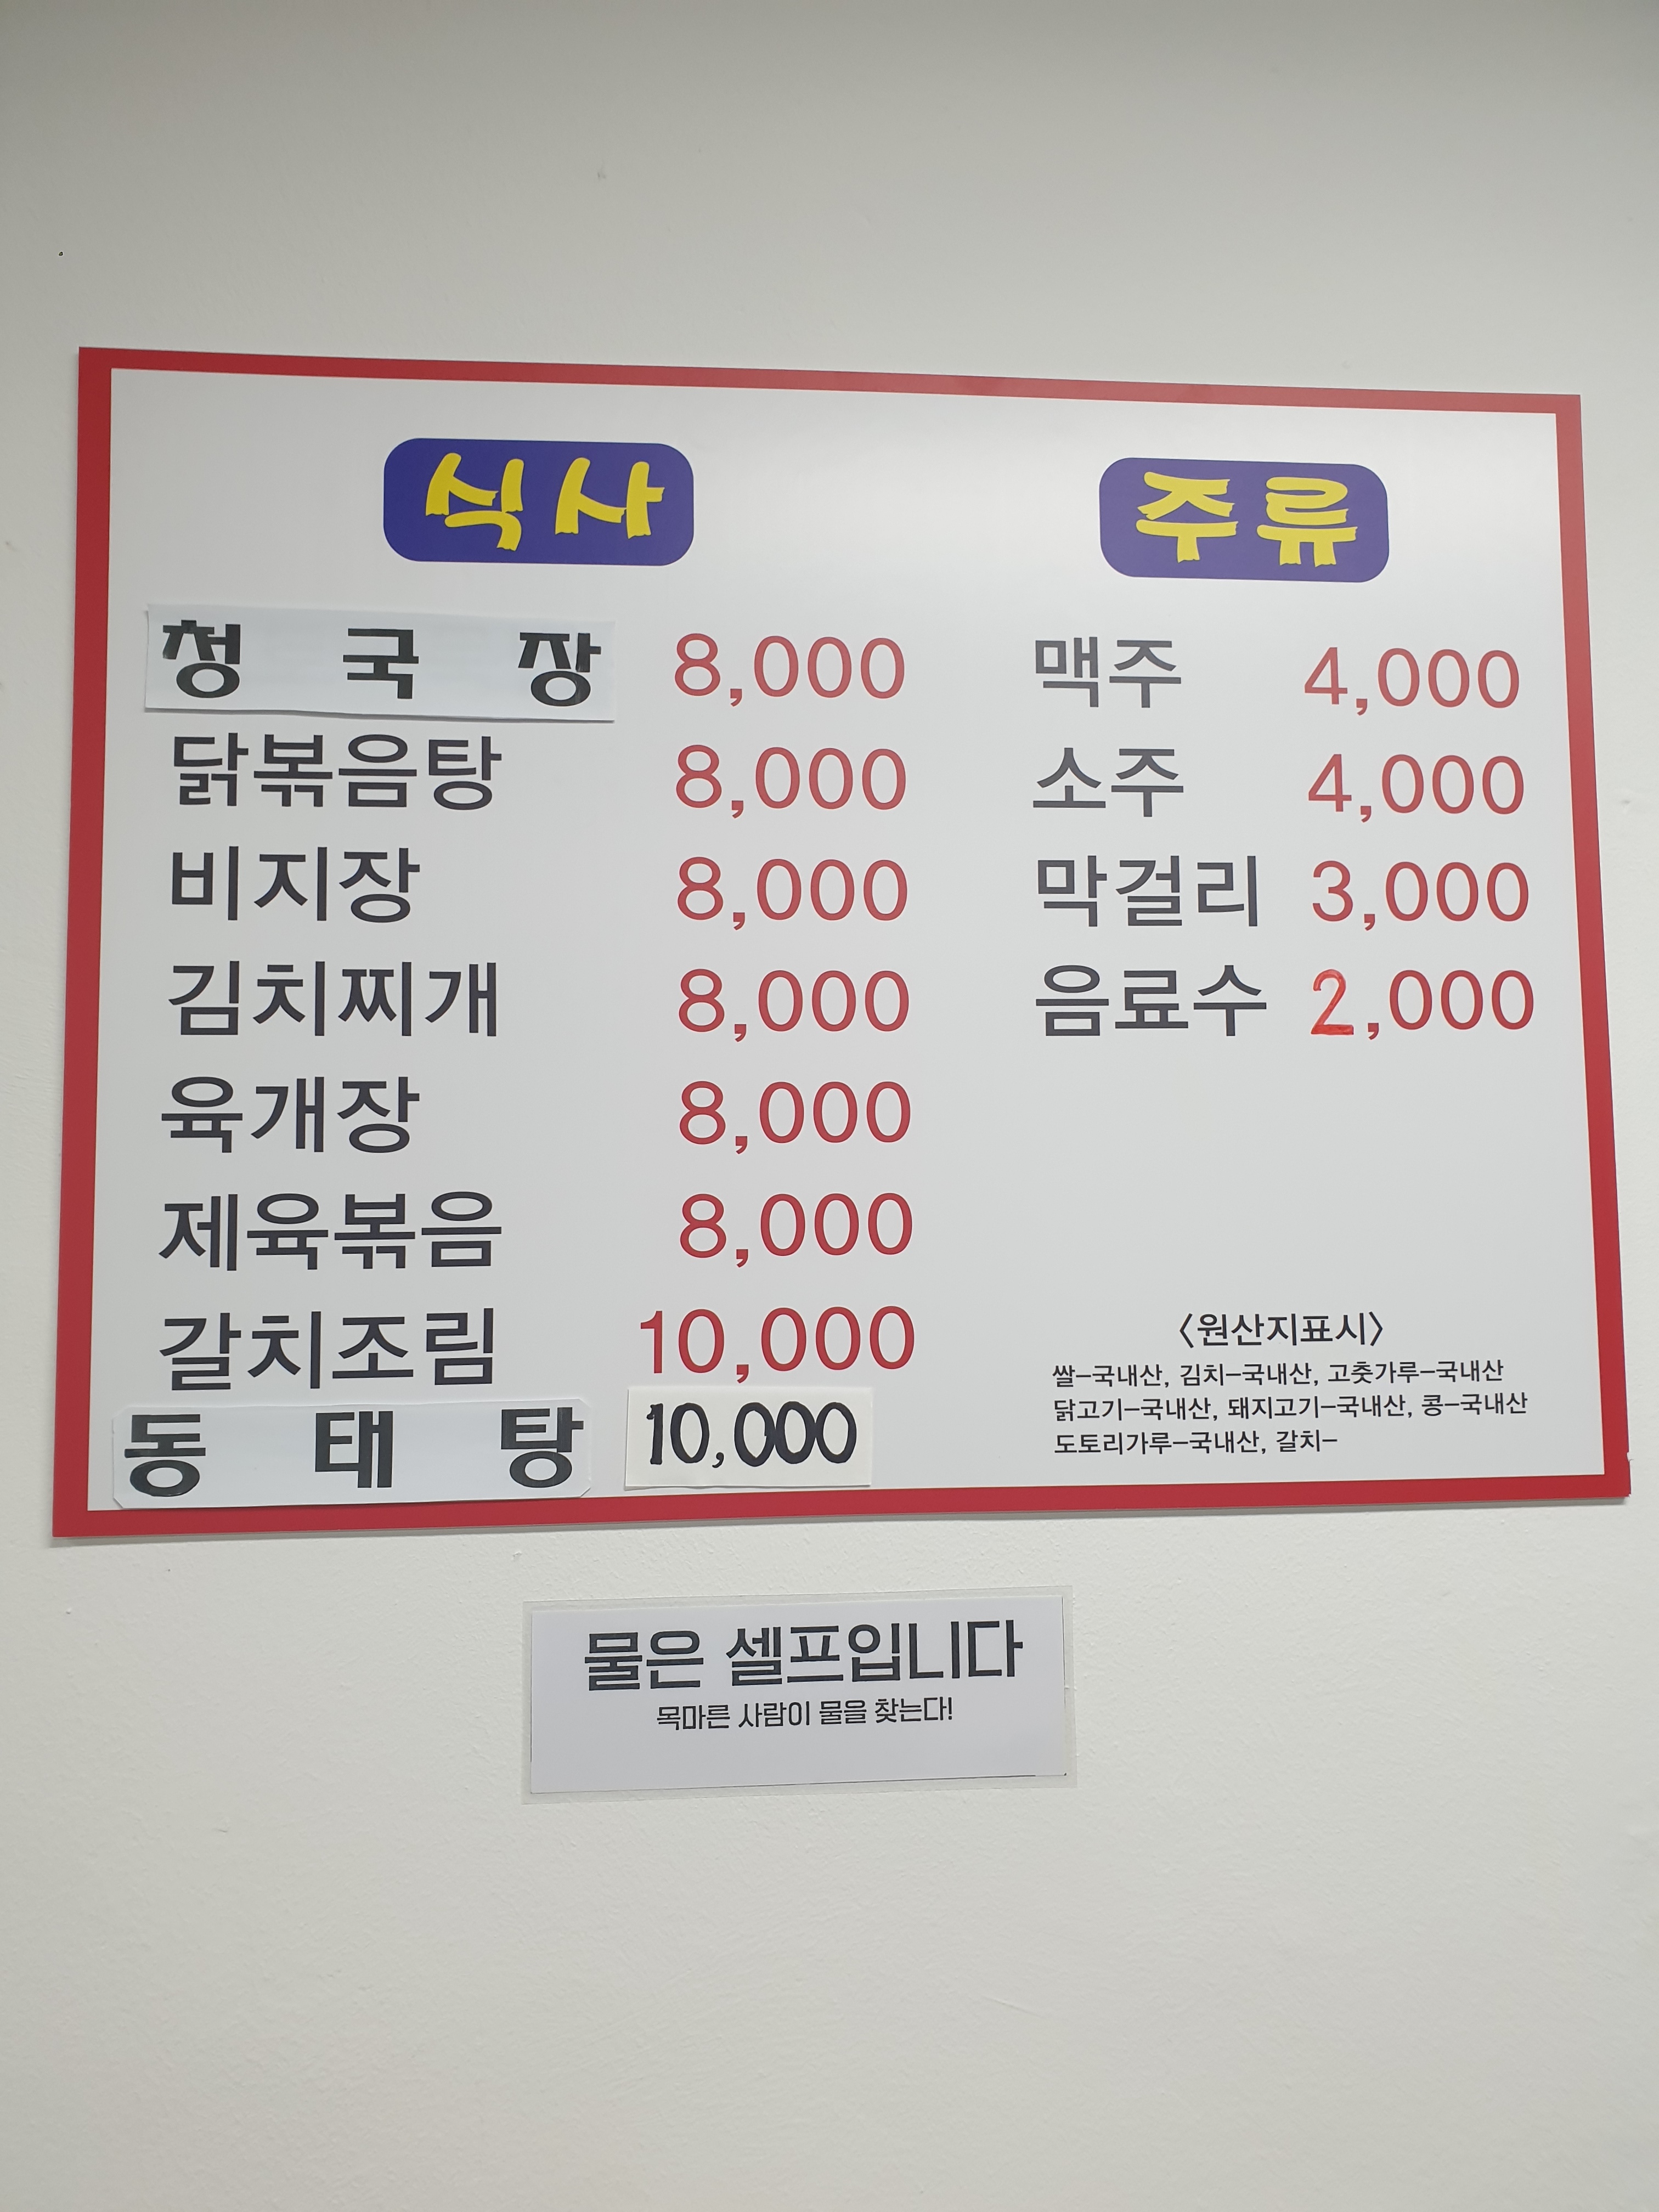 식사
청 국 장 8,000
닭볶음탕 8,000
비지장 8,000
김치찌개 8,000
육개장 8,000
제육볶음 8,000
갈치조림 10,000
동 태 탕 10,000
주류
맥주 4,000
소주 4,000
막걸리 3,000
음료수 2,000
<원산지표시>
쌀-국내산, 김치-국내산, 고춧가루-국내산
닭고기-국내산, 돼지고기-국내산, 콩-국내산
도토리가루-국내산, 갈치-
물은 셀프입니다
목마른 사람이 물을 찾는다!